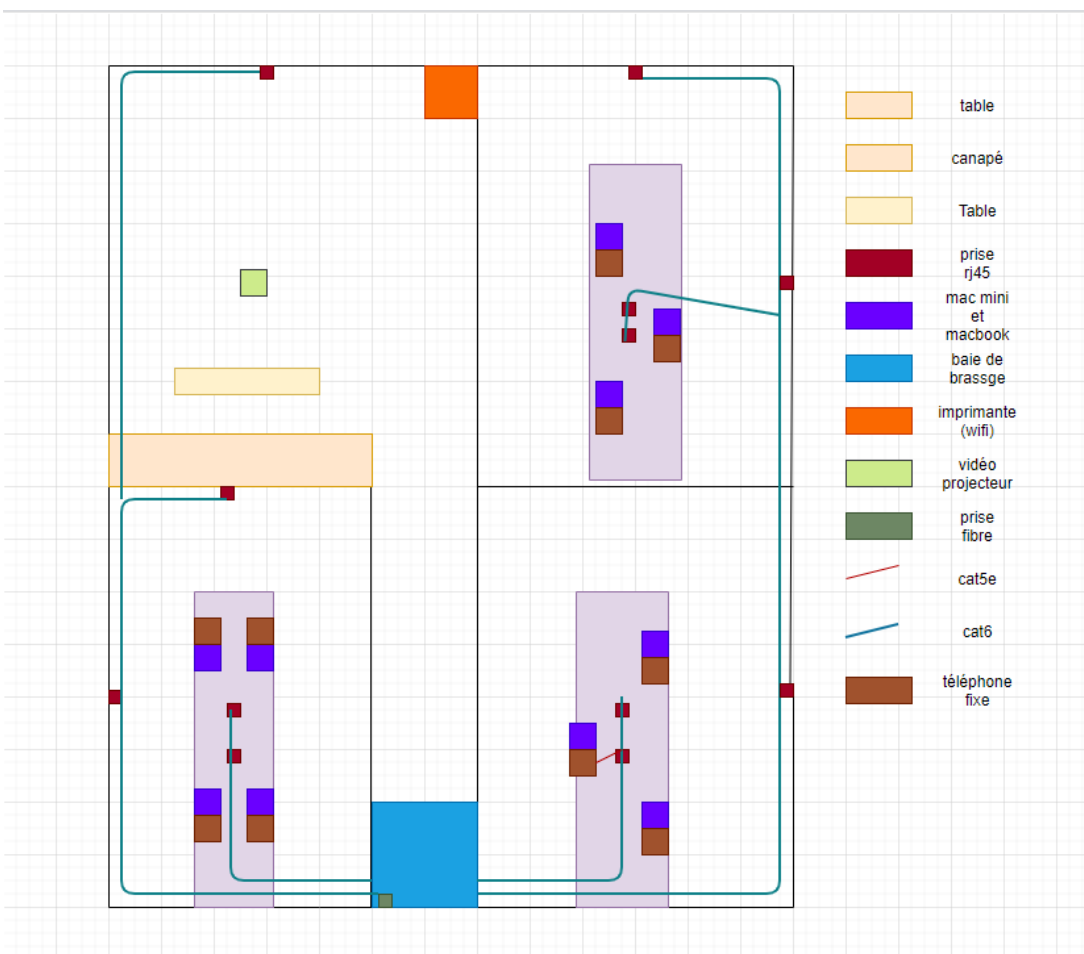 table
canapé
Table
prise
rj45
mac mini
et
macbook
baie de
brassge
imprimante
(wifi)
vidéo
projecteur
prise
fibre
cat5e
cat6
téléphone
fixe